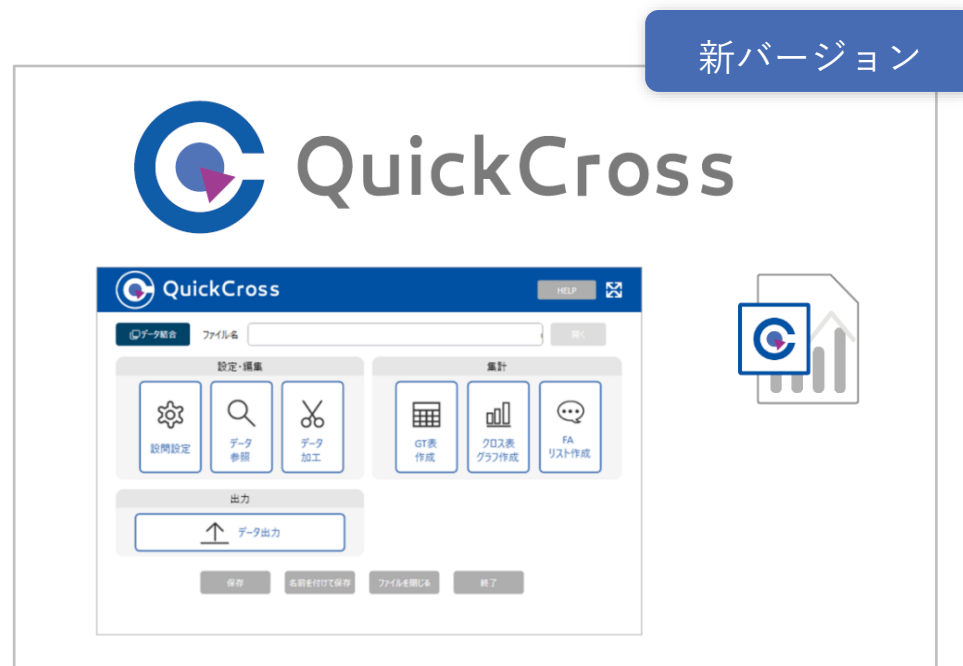 新バージョン
QuickCross
QuickCross
HELP
データ結合
ファイル名
開く
設定・編集
集計
設問設定
データ
参照
データ
加工
GT表
作成
クロス表
グラフ作成
FA
リスト作成
出力
データ出力
保存
名前を付けて保存
ファイルを閉じる
終了